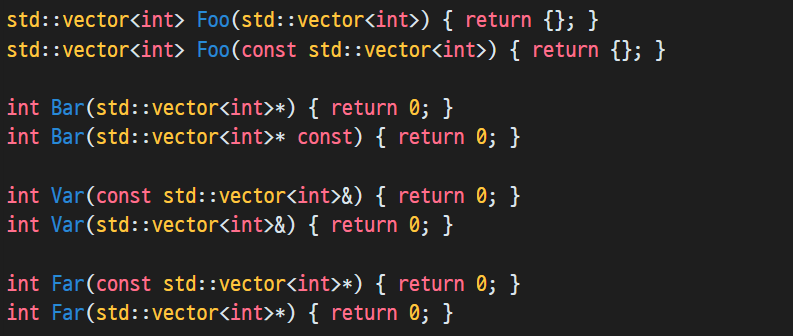 std::vector<int> Foo(std::vector<int>) { return {}; }
std::vector<int> Foo(const std::vector<int>) { return {}; }
int Bar(std::vector<int>*) { return 0; }
int Bar(std::vector<int>* const) { return 0; }
int Var(const std::vector<int>&) { return 0; }
int Var(std::vector<int>&) { return 0; }
int Far(const std::vector<int>*) { return 0; }
int Far(std::vector<int>*) { return 0; }